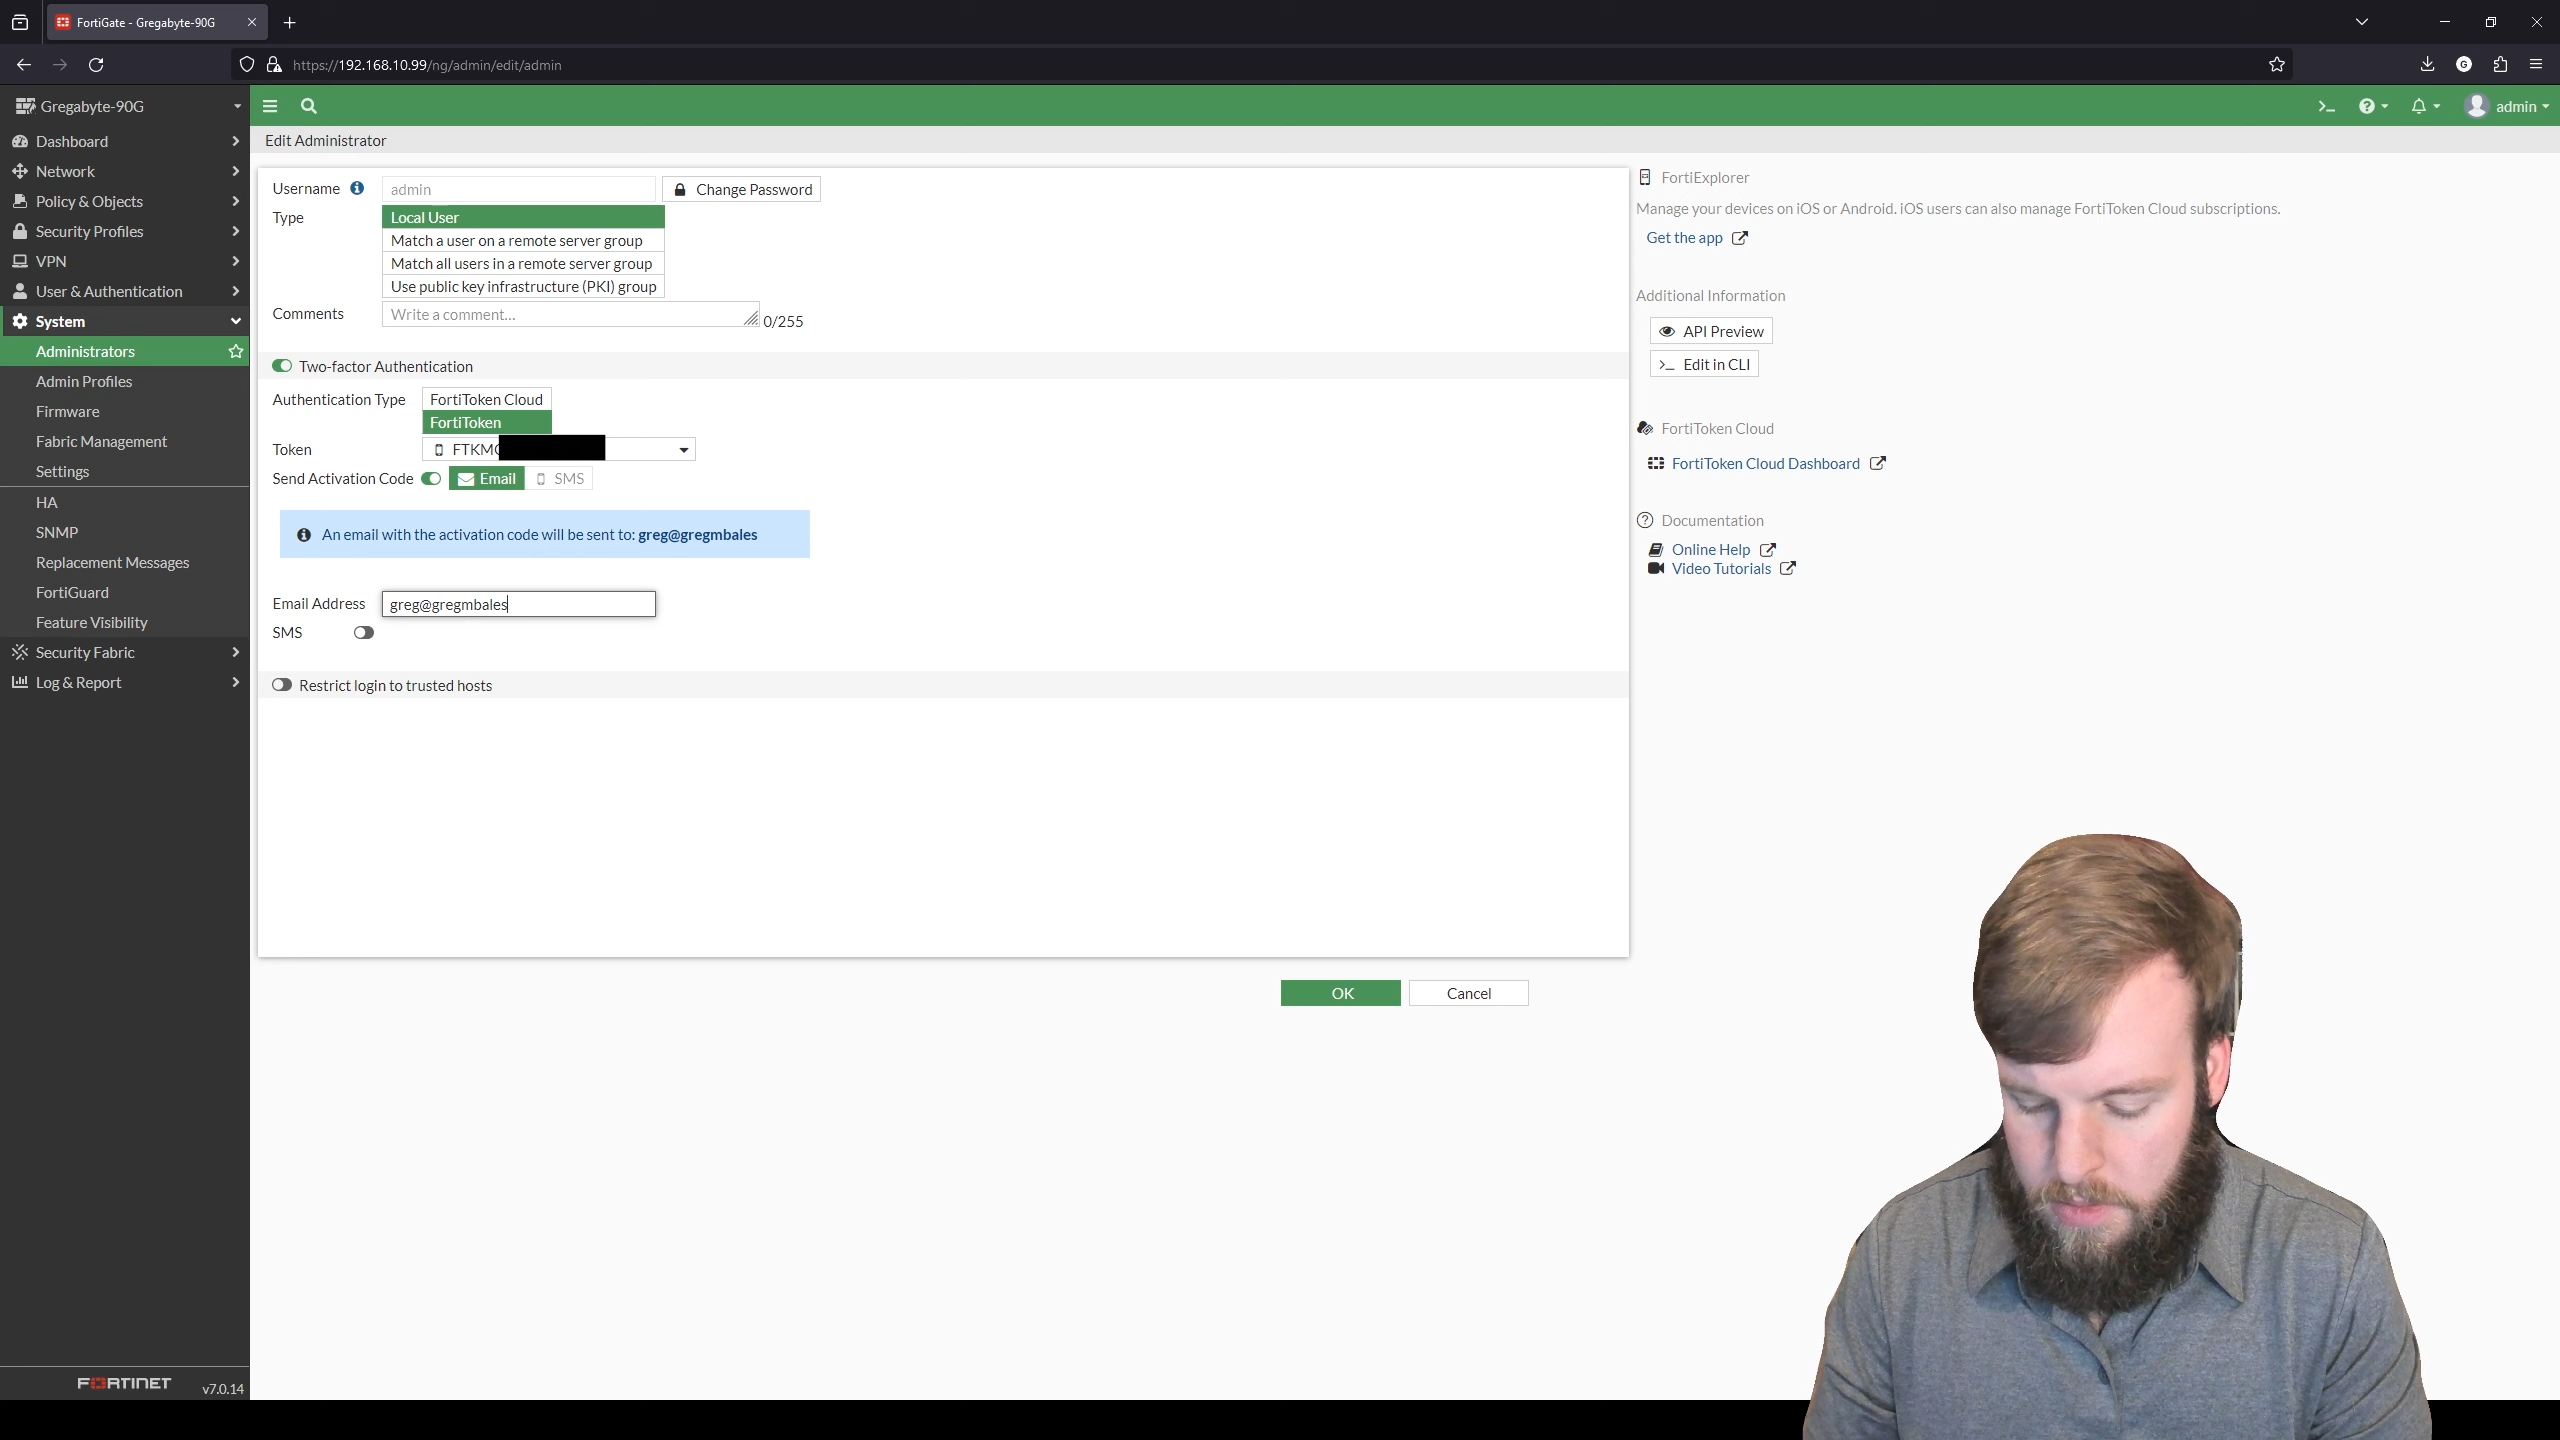 FortiGate - Gregabyte-90G
https://192.168.10.99/ng/admin/edit/admin
Gregabyte-90G
admin
Dashboard
Network
Policy & Objects
Security Profiles
VPN
User & Authentication
System
Administrators
Admin Profiles
Firmware
Fabric Management
Settings
HA
SNMP
Replacement Messages
FortiGuard
Feature Visibility
Security Fabric
Log & Report
FORTINET v7.0.14
Edit Administrator
Username admin Change Password
Type Local User
Match a user on a remote server group
Match all users in a remote server group
Use public key infrastructure (PKI) group
Comments Write a comment... 0/255
Two-factor Authentication
Authentication Type FortiToken Cloud
FortiToken
Token
Send Activation Code Email SMS
An email with the activation code will be sent to: greg@gregmbales
Email Address greg@gregmbales
SMS
Restrict login to trusted hosts
OK Cancel
FortiExplorer
Manage your devices on iOS or Android. iOS users can also manage FortiToken Cloud subscriptions.
Get the app
Additional Information
API Preview
>_ Edit in CLI
FortiToken Cloud
FortiToken Cloud Dashboard
Documentation
Online Help
Video Tutorials